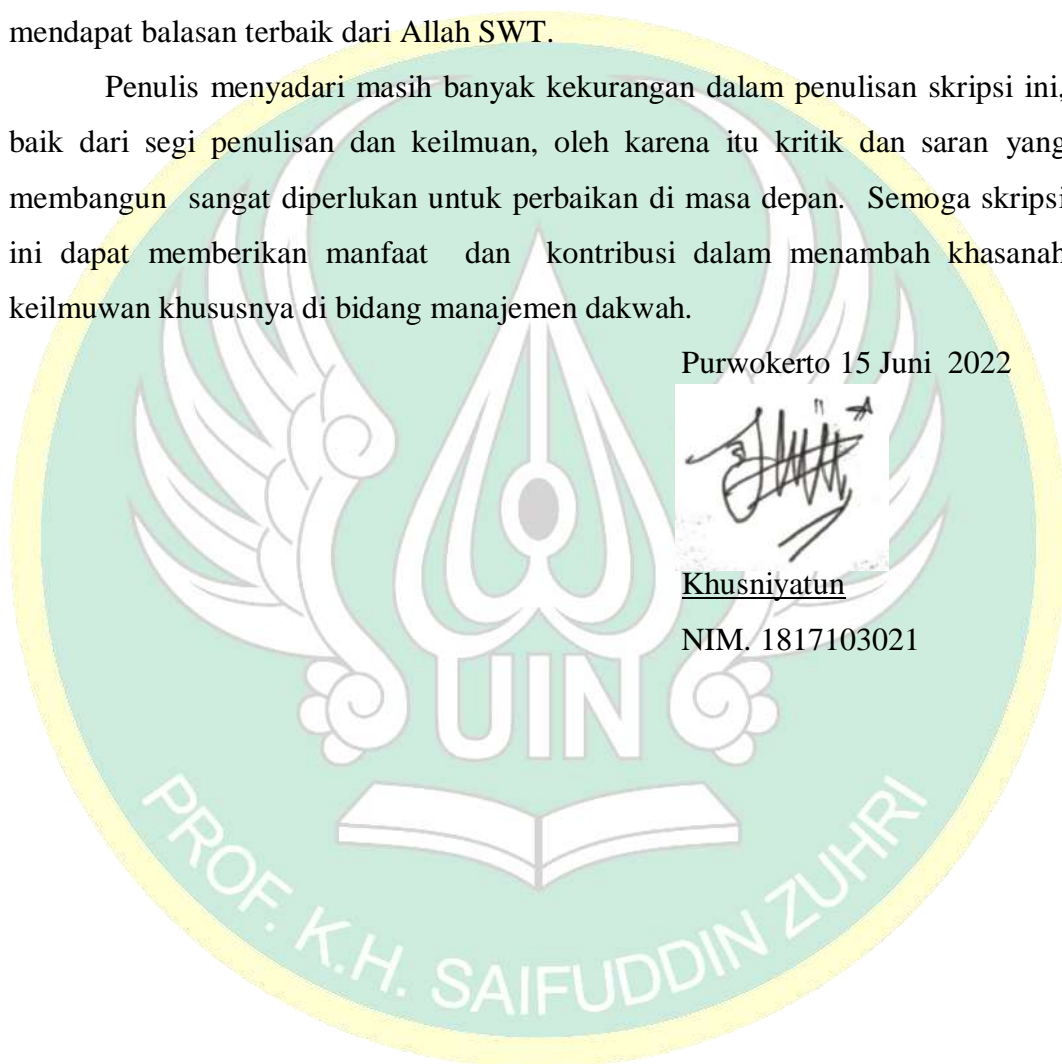 mendapat balasan terbaik dari Allah SWT.
Penulis menyadari masih banyak kekurangan dalam penulisan skripsi ini,
baik dari segi penulisan dan keilmuan, oleh karena itu kritik dan saran yang
membangun sangat diperlukan untuk perbaikan di masa depan. Semoga skripsi
ini dapat memberikan manfaat dan kontribusi dalam menambah khasanah
keilmuwan khususnya di bidang manajemen dakwah.
Purwokerto 15 Juni 2022
Khusniyatun
NIM. 1817103021
UIN
PROF. K.H. SAIFUDDIN ZUHRI